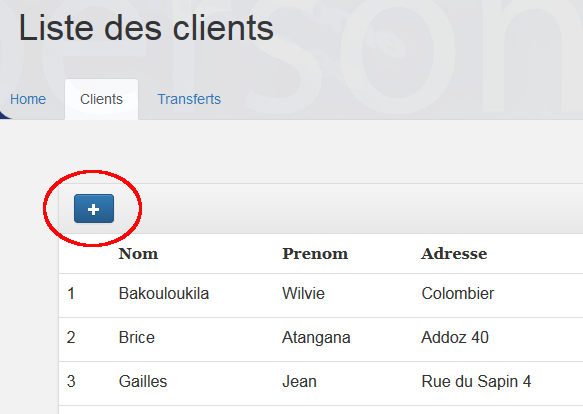 Liste des clients
Home Clients Transferts
+
Nom Prenom Adresse
1 Bakouloukila Wilvie Colombier
2 Brice Atangana Addoz 40
3 Gailles Jean Rue du Sapin 4